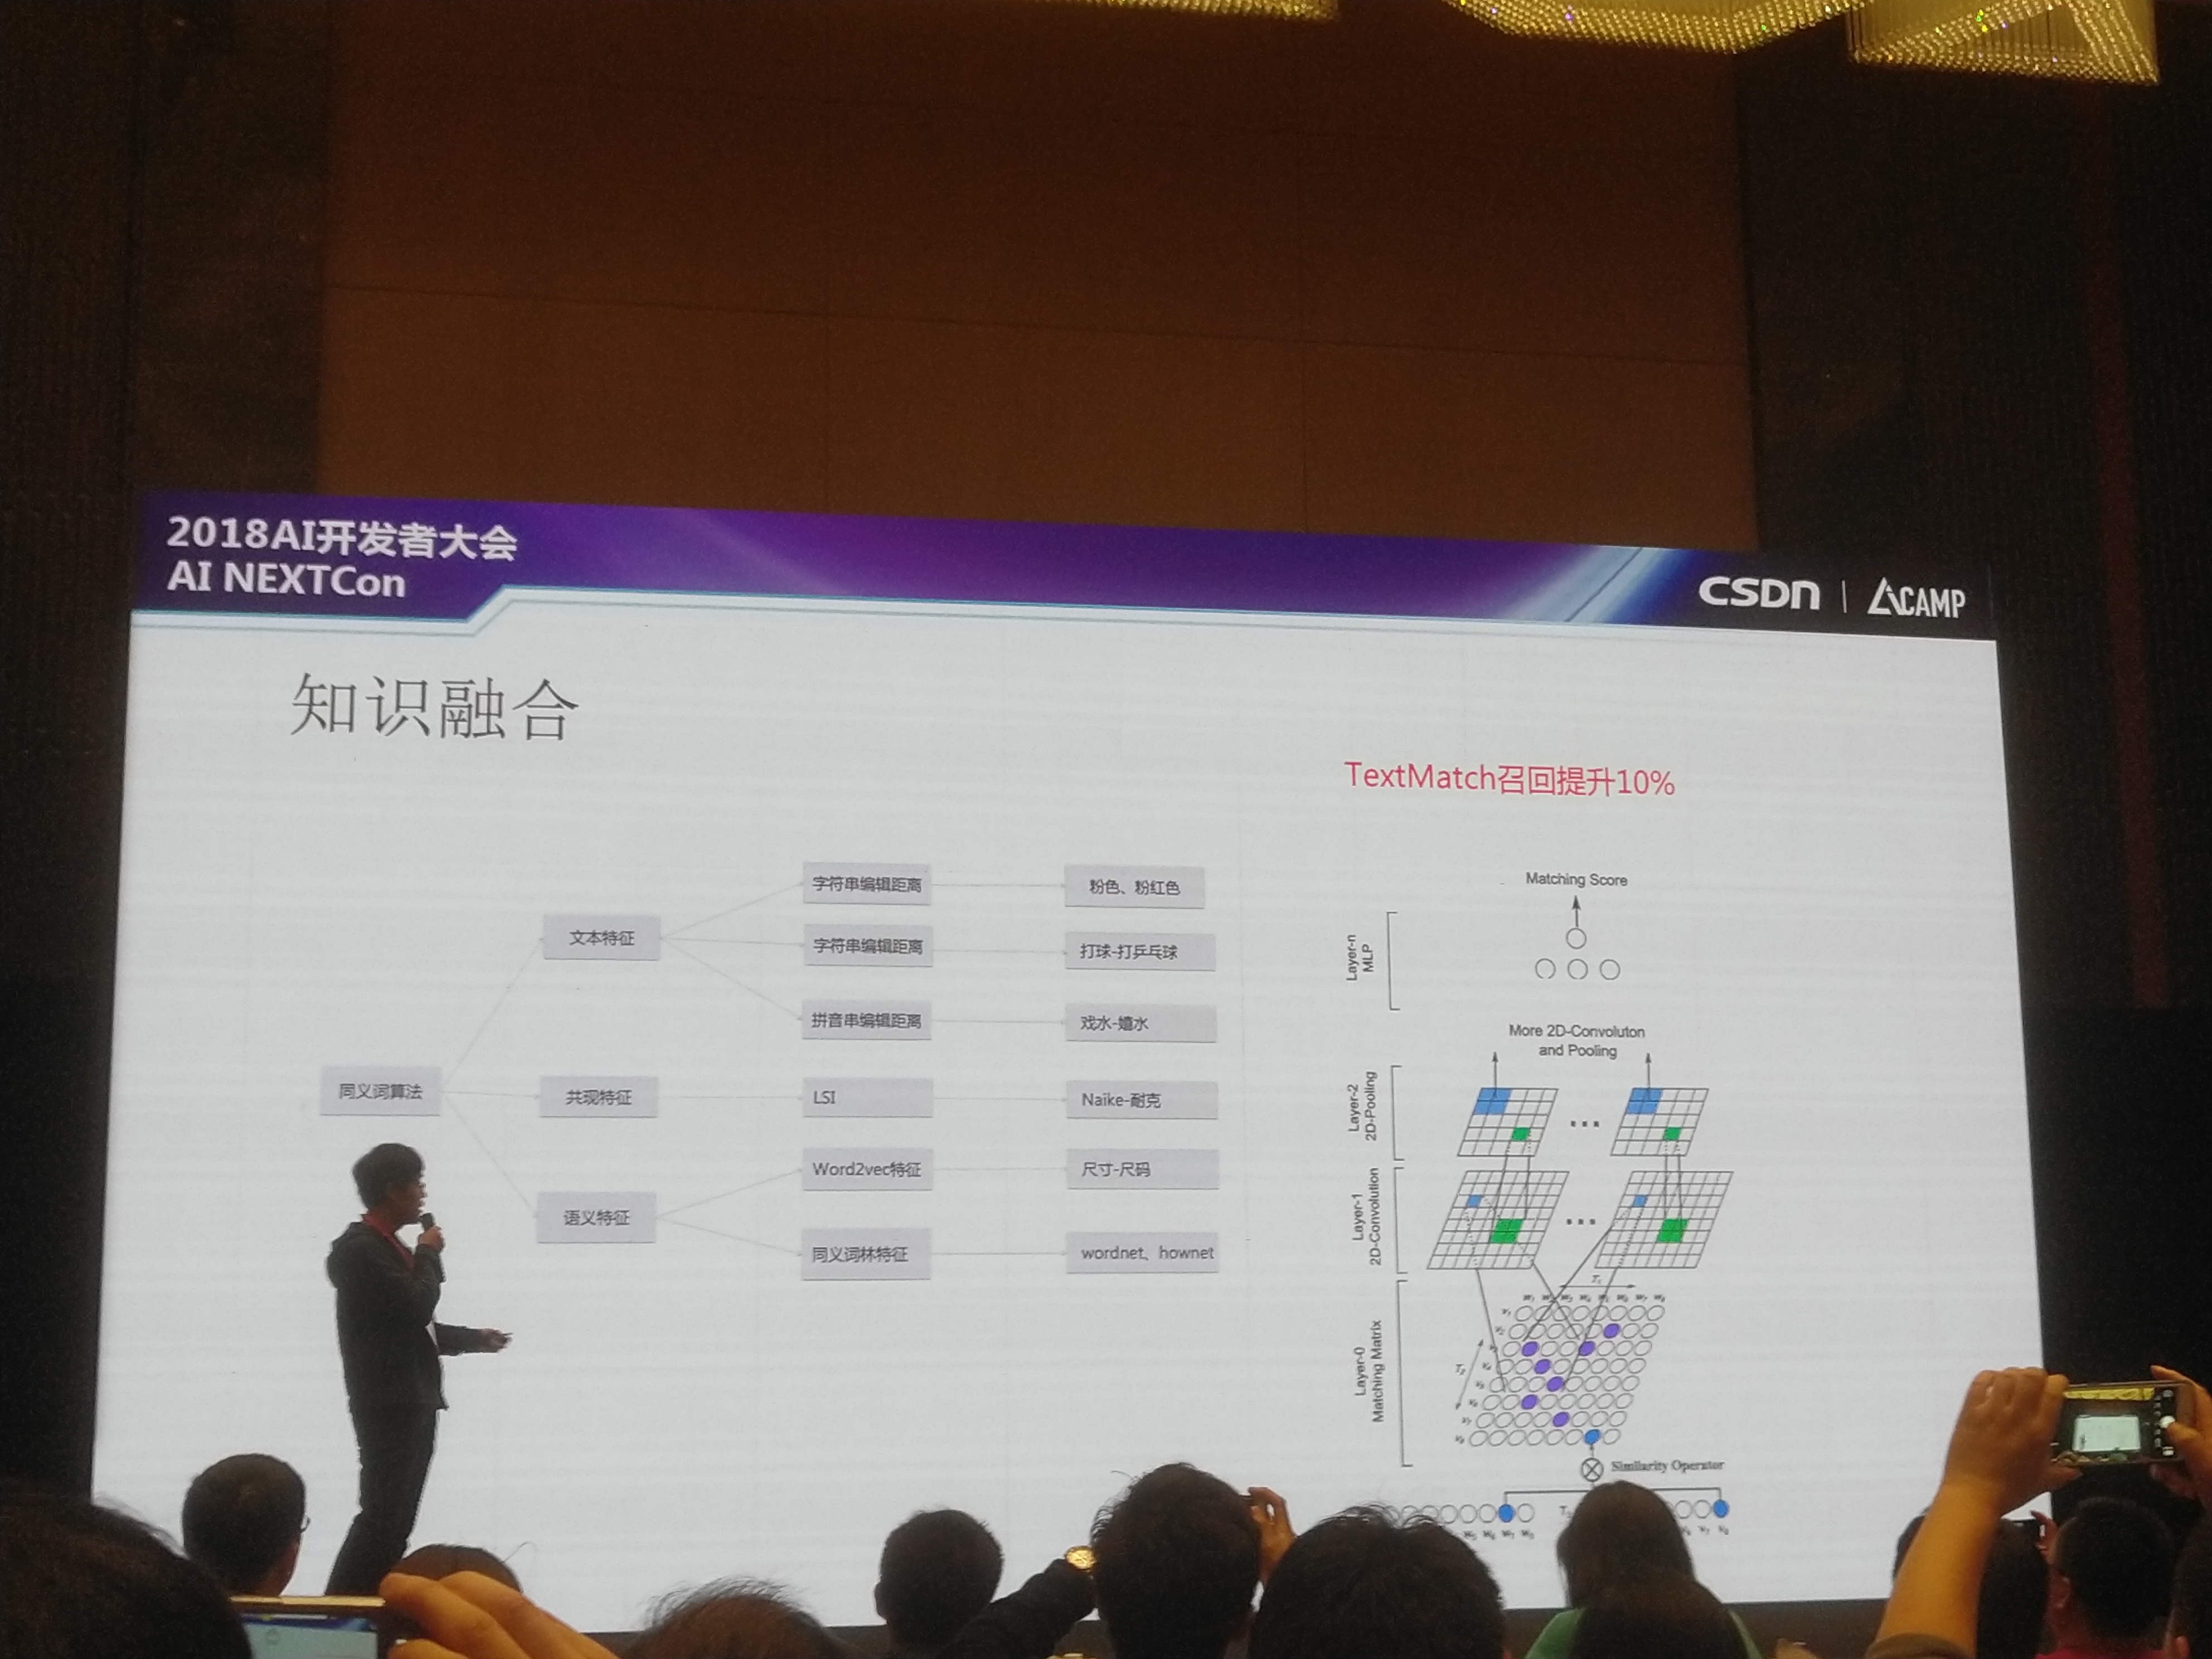 2018AI开发者大会
AI NEXTCon
CSDN | AICAMP
知识融合
TextMatch召回提升10%
同义词算法
文本特征
共现特征
语义特征
字符串编辑距离
粉色、粉红色
字符串编辑距离
打球-打乒乓球
拼音串编辑距离
戏水-嬉水
LSI
Naike-耐克
Word2vec特征
尺寸-尺码
同义词林特征
wordnet、hownet
Matching Score
Layer-n
MLP
More 2D-Convoluton
and Pooling
Layer-2
2D-Pooling
Layer-1
2D-Convolution
Layer-0
Matching Matrix
Similarity Operator